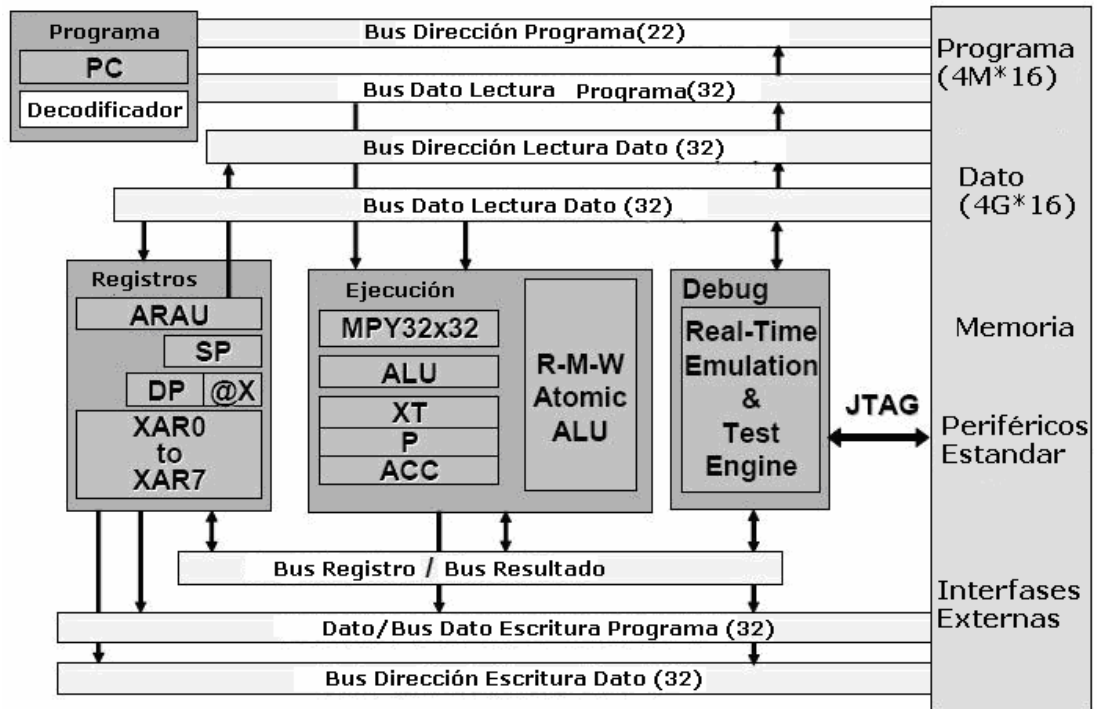 Programa
PC
Decodificador
Bus Dirección Programa(22)
Bus Dato Lectura Programa(32)
Bus Dirección Lectura Dato (32)
Bus Dato Lectura Dato (32)
Programa
(4M*16)
Dato
(4G*16)
Memoria
Periféricos
Estandar
Interfases
Externas
Registros
ARAU
SP
DP
@X
XAR0
to
XAR7
Ejecución
MPY32x32
ALU
XT
P
ACC
R-M-W
Atomic
ALU
Debug
Real-Time
Emulation
&
Test
Engine
JTAG
Bus Registro / Bus Resultado
Dato/Bus Dato Escritura Programa (32)
Bus Dirección Escritura Dato (32)